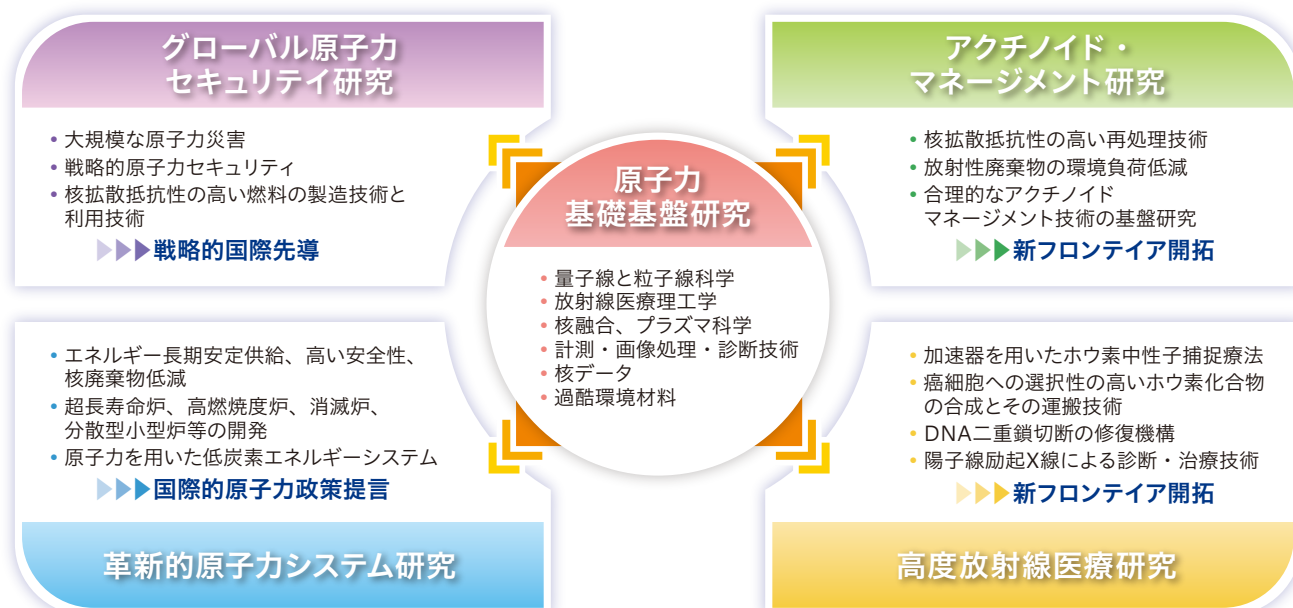 グローバル原子力
セキュリテイ研究
• 大規模な原子力災害
• 戦略的原子力セキュリティ
• 核拡散抵抗性の高い燃料の製造技術と
利用技術
▶▶▶戦略的国際先導
アクチノイド・
マネージメント研究
• 核拡散抵抗性の高い再処理技術
• 放射性廃棄物の環境負荷低減
• 合理的なアクチノイド
マネージメント技術の基盤研究
▶▶▶新フロンテイア開拓
原子力
基礎基盤研究
• 量子線と粒子線科学
• 放射線医療理工学
• 核融合、プラズマ科学
• 計測・画像処理・診断技術
• 核データ
• 過酷環境材料
• エネルギー長期安定供給、高い安全性、
核廃棄物低減
• 超長寿命炉、高燃焼度炉、消滅炉、
分散型小型炉等の開発
• 原子力を用いた低炭素エネルギーシステム
▶▶▶国際的原子力政策提言
革新的原子力システム研究
• 加速器を用いたホウ素中性子捕捉療法
• 癌細胞への選択性の高いホウ素化合物
の合成とその運搬技術
• DNA二重鎖切断の修復機構
• 陽子線励起X線による診断・治療技術
▶▶▶新フロンテイア開拓
高度放射線医療研究